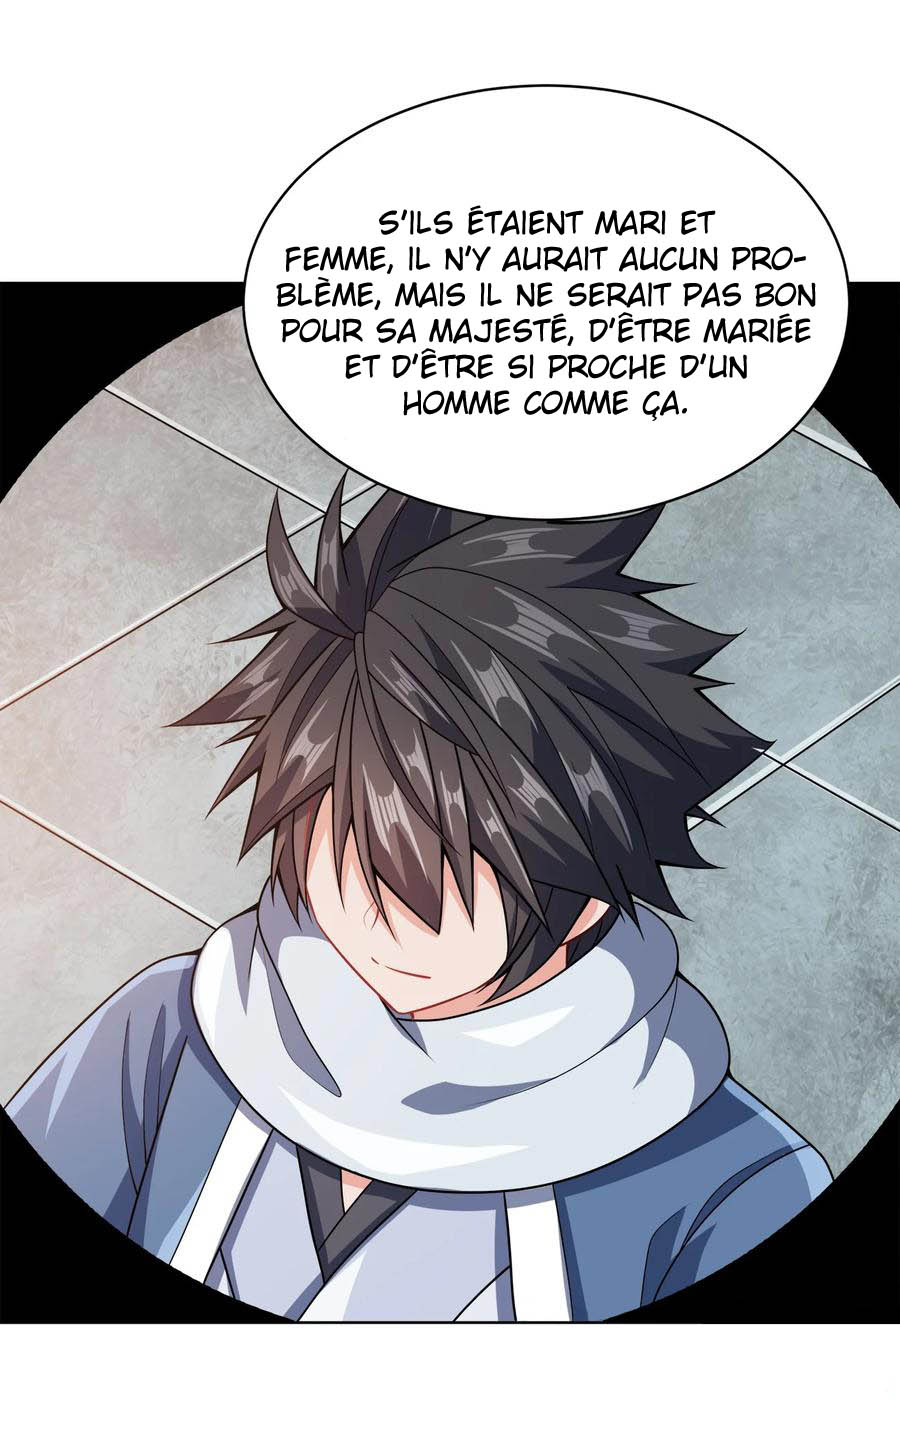 S'ILS ÉTAIENT MARI ET
FEMME, IL N'Y AURAIT AUCUN PRO-
BLÈME, MAIS IL NE SERAIT PAS BON
POUR SA MAJESTÉ, D'ÊTRE MARIÉE
ET D'ÊTRE SI PROCHE D'UN
HOMME COMME ÇA.